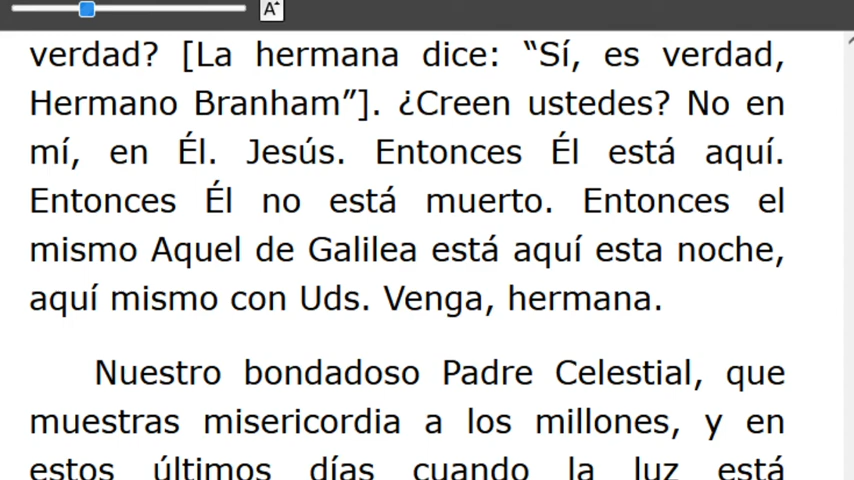 A
verdad? [La hermana dice: “Sí, es verdad,
Hermano Branham”]. ¿Creen ustedes? No en
mí, en Él. Jesús. Entonces Él está aquí.
Entonces Él no está muerto. Entonces el
mismo Aquel de Galilea está aquí esta noche,
aquí mismo con Uds. Venga, hermana.
Nuestro bondadoso Padre Celestial, que
muestras misericordia a los millones, y en
estos últimos días cuando la luz está